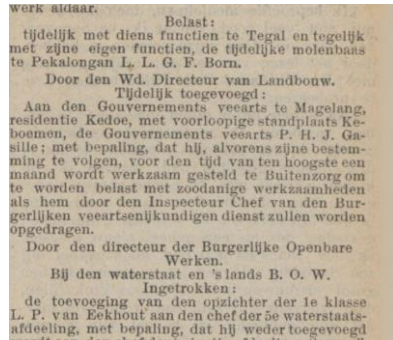 werk aldaar.
Belast:
tijdelijk met diens functien te Tegal en tegelijk
met zijne eigen functien, de tijdelijke molenbaas
te Pekalongan L. L. G. F. Born.
Door den Wd. Directeur van Landbouw.
Tijdelijk toegevoegd:
Aan den Gouvernements veearts te Magelang,
residentie Kedoe, met voorloopige standplaats Ke-
boemen, de Gouvernements veearts P. H. J. Ga-
sille; met bepaling, dat hij, alvorens zijne bestem-
ming te volgen, voor den tijd van ten hoogste een
maand wordt werkzaam gesteld te Buitenzorg om
te worden belast met zoodanige werkzaamheden
als hem door den Inspecteur Chef van den Bur-
gerlijken veeartsenijkundigen dienst zullen worden
opgedragen.
Door den directeur der Burgerlijke Openbare
Werken.
Bij den waterstaat en 's lands B. O. W.
Ingetrokken:
de toevoeging van den opzichter der 1e klasse
L. P. van Eekhout aan den chef der 5e waterstaats-
afdeeling, met bepaling, dat hij weder toegevoegd